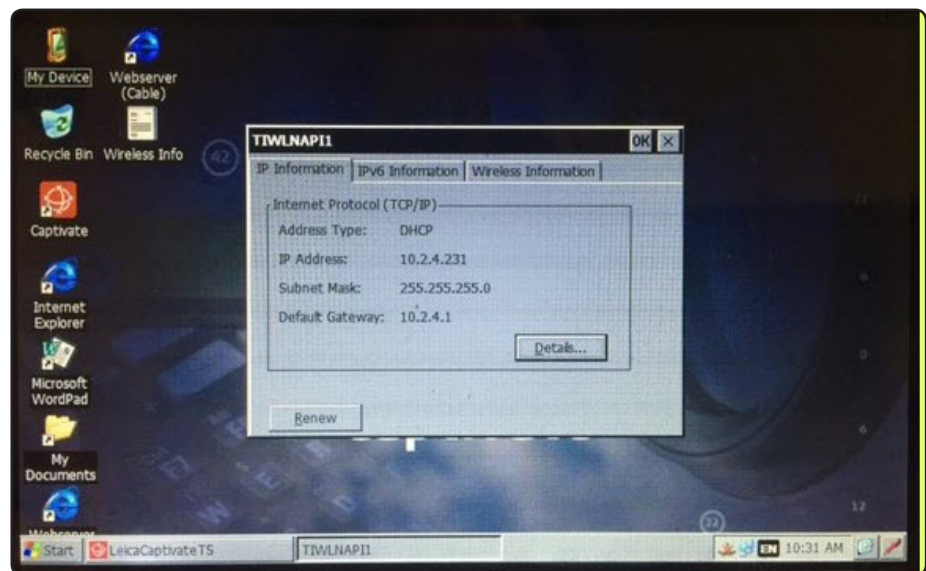 My Device
Webserver
(Cable)
Recycle Bin
Wireless Info
Captivate
Internet
Explorer
Microsoft
WordPad
My
Documents
TIWLNAPI1
OK
IP Information
IPv6 Information
Wireless Information
Internet Protocol (TCP/IP)
Address Type: DHCP
IP Address: 10.2.4.231
Subnet Mask: 255.255.255.0
Default Gateway: 10.2.4.1
Details...
Renew
42
22
12
Start
LeicaCaptivateTS
TIWLNAPI1
EN
10:31 AM